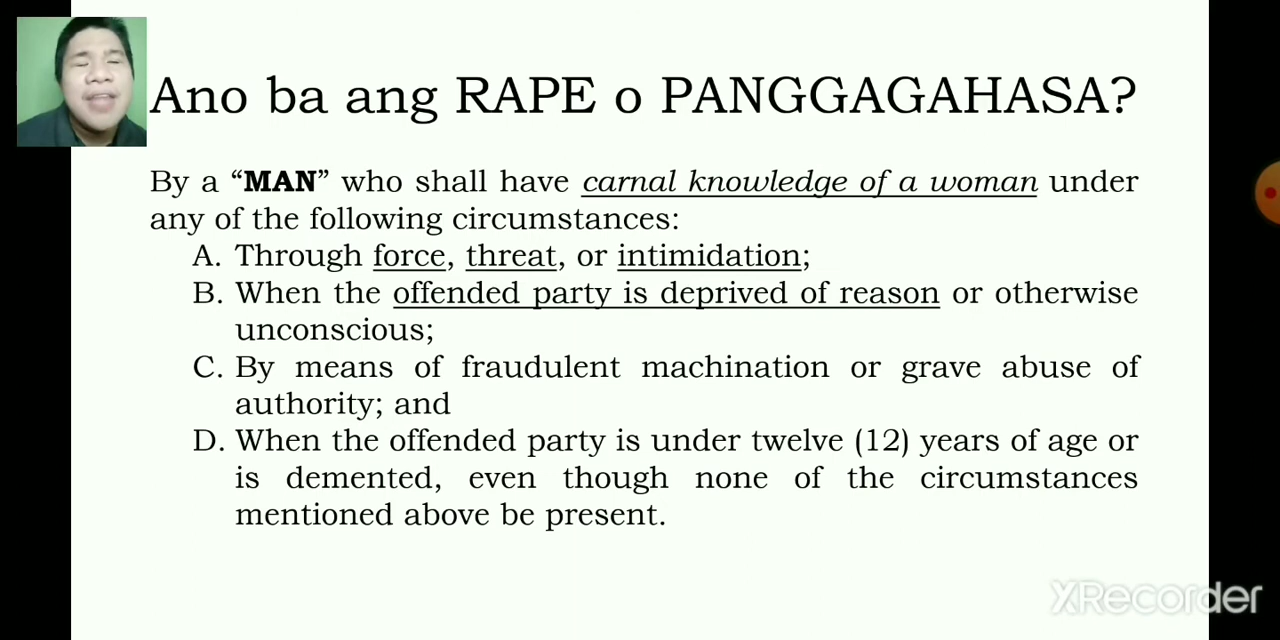 Ano ba ang RAPE o PANGGAGAHASA?
By a “MAN” who shall have carnal knowledge of a woman under
any of the following circumstances:
A. Through force, threat, or intimidation;
B. When the offended party is deprived of reason or otherwise
unconscious;
C. By means of fraudulent machination or grave abuse of
authority; and
D. When the offended party is under twelve (12) years of age or
is demented, even though none of the circumstances
mentioned above be present.
XRecorder